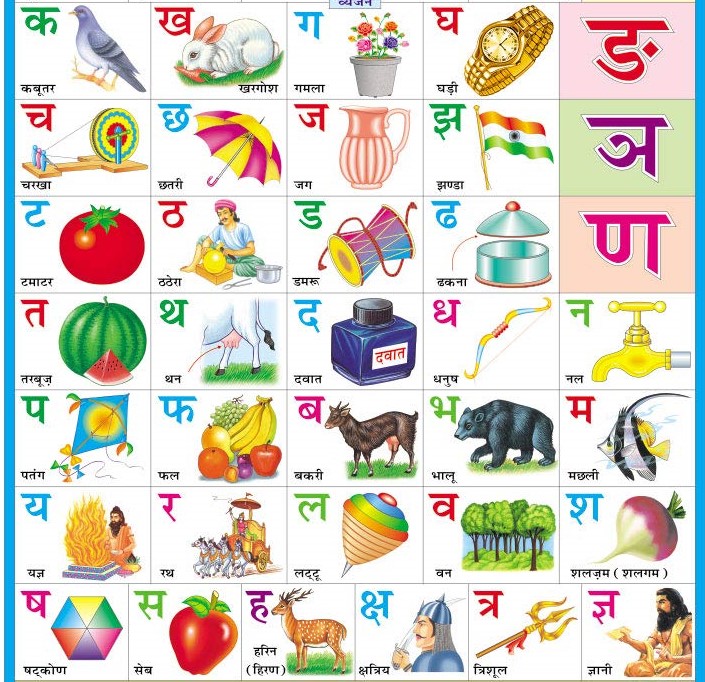 व्यंजन
क ख ग घ ङ
कबूतर खरगोश गमला घड़ी
च छ ज झ ञ
चरखा छतरी जग झण्डा
ट ठ ड ढ ण
टमाटर ठठेरा डमरू ढकना
त थ द ध न
दवात
तरबूज़ थन दवात धनुष नल
प फ ब भ म
पतंग फल बकरी भालू मछली
य र ल व श
यज्ञ रथ लट्टू वन शलज़म ( शलगम )
ष स ह क्ष त्र ज्ञ
हरिन
षट्कोण सेब (हिरण) क्षत्रिय त्रिशूल ज्ञानी